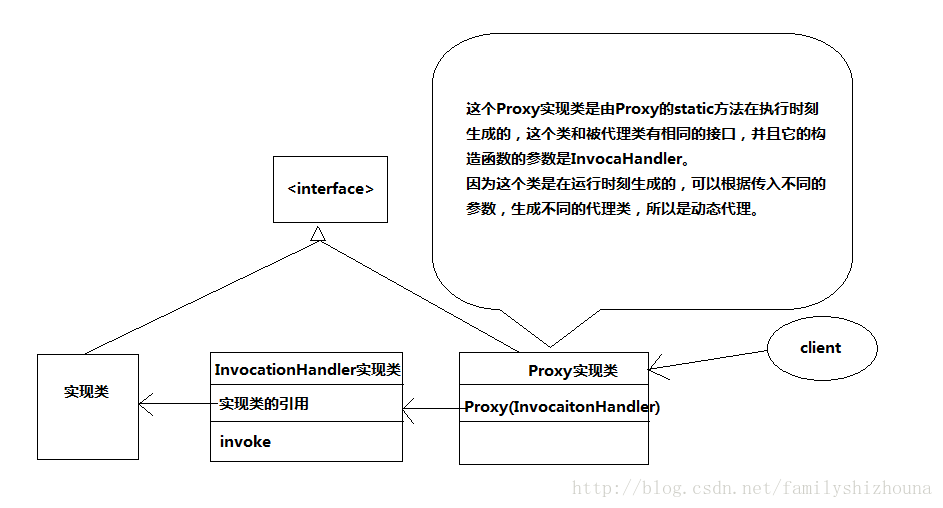 这个Proxy实现类是由Proxy的static方法在执行时刻
生成的，这个类和被代理类有相同的接口，并且它的构
造函数的参数是InvocaHandler。
因为这个类是在运行时刻生成的，可以根据传入不同的
参数，生成不同的代理类，所以是动态代理。
<interface>
client
实现类
InvocationHandler实现类
实现类的引用
invoke
Proxy实现类
Proxy(InvocaitonHandler)
http://blog.csdn.net/familyshizhouna